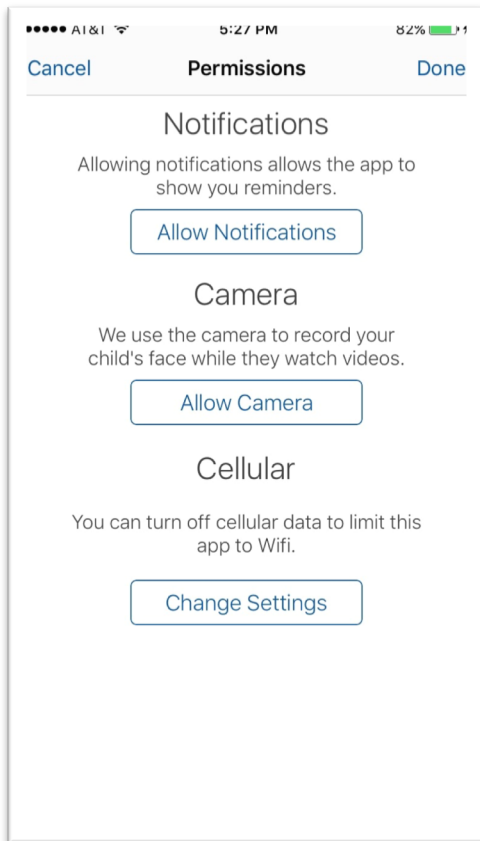 AT&T 5:27 PM 82%
Cancel Permissions Done
Notifications
Allowing notifications allows the app to
show you reminders.
Allow Notifications
Camera
We use the camera to record your
child's face while they watch videos.
Allow Camera
Cellular
You can turn off cellular data to limit this
app to Wifi.
Change Settings